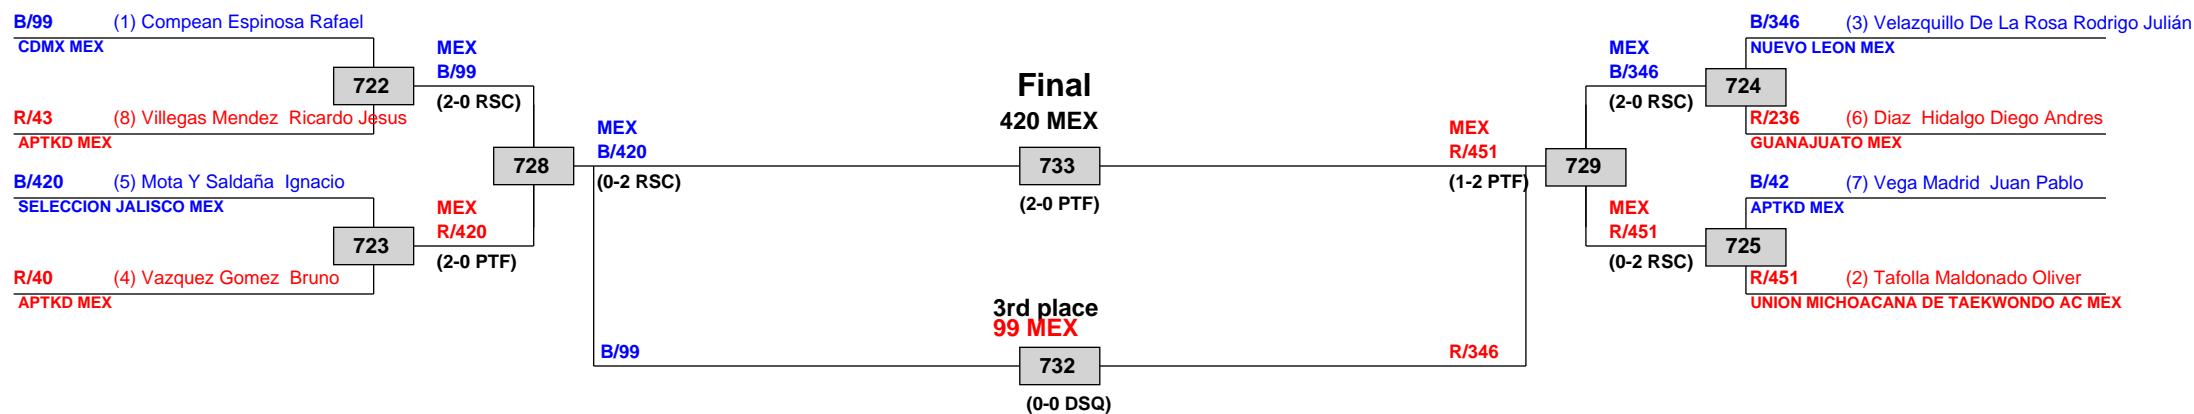 B/99 (1) Compean Espinosa Rafael
CDMX MEX
722
R/43 (8) Villegas Mendez  Ricardo Jesus
APTKD MEX
MEX
B/99
(2-0 RSC)
B/420 (5) Mota Y Saldaña  Ignacio
SELECCION JALISCO MEX
723
R/40 (4) Vazquez Gomez  Bruno
APTKD MEX
MEX
R/420
(2-0 PTF)
728
MEX
B/420
(0-2 RSC)
Final
420 MEX
733
(2-0 PTF)
3rd place
99 MEX
B/99
732
R/346
(0-0 DSQ)
MEX
R/451
(1-2 PTF)
729
MEX
B/346
(2-0 RSC)
B/346 (3) Velazquillo De La Rosa Rodrigo Julián
NUEVO LEON MEX
724
R/236 (6) Diaz  Hidalgo Diego Andres
GUANAJUATO MEX
MEX
R/451
(0-2 RSC)
B/42 (7) Vega Madrid  Juan Pablo
APTKD MEX
725
R/451 (2) Tafolla Maldonado Oliver
UNION MICHOACANA DE TAEKWONDO AC MEX